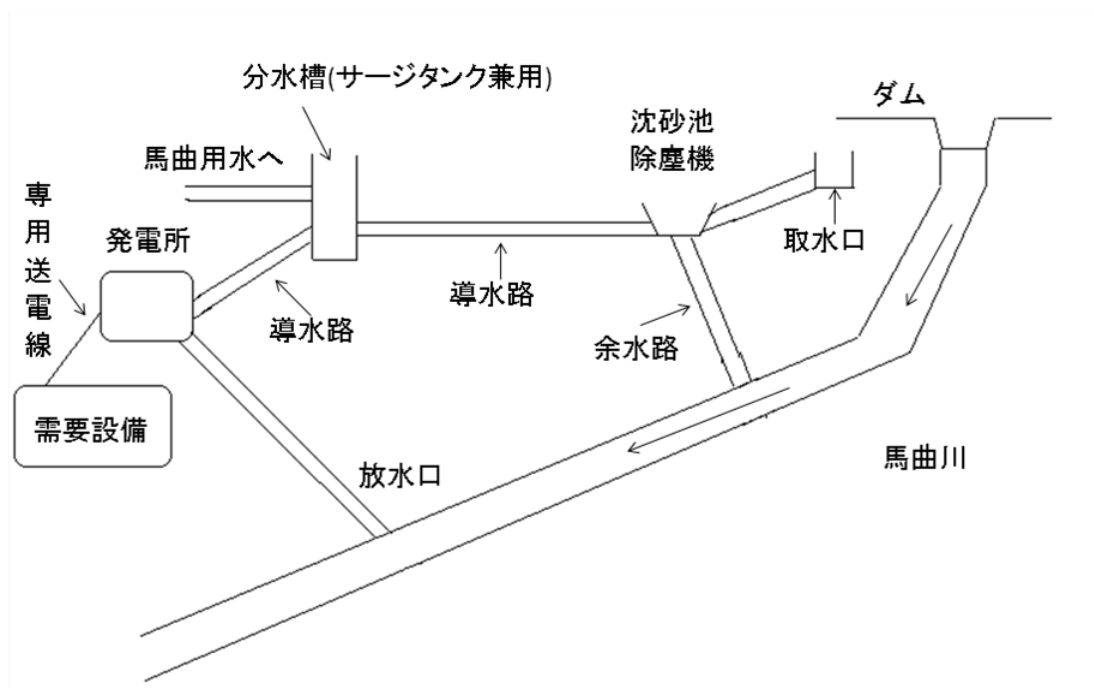 分水槽(サージタンク兼用)
ダム
沈砂池
除塵機
馬曲用水へ
専用送電線
発電所
取水口
導水路
導水路
余水路
需要設備
放水口
馬曲川